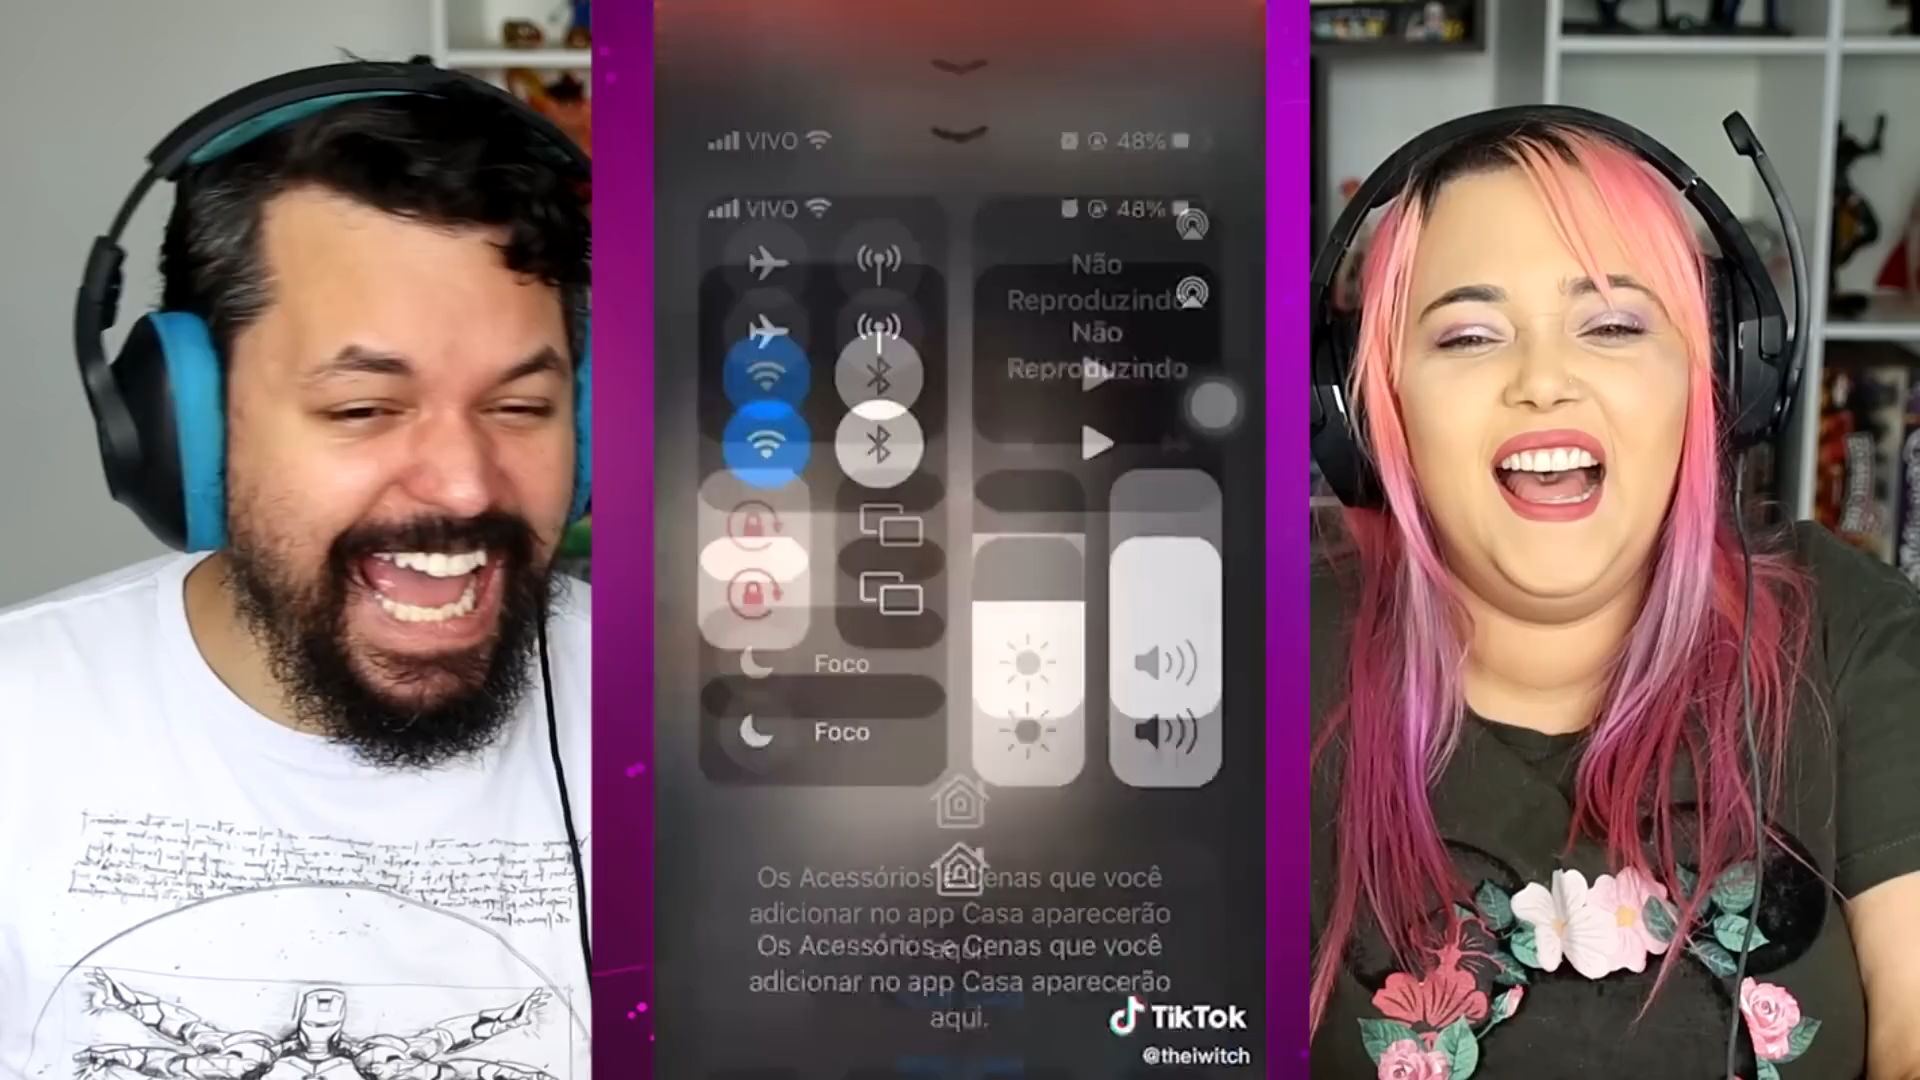 VIVO 48%
VIVO 48%
Não
Reproduzindo
Não
Reproduzindo
Foco
Foco
Os Acessórios e Cenas que você
adicionar no app Casa aparecerão
aqui.
Os Acessórios e Cenas que você
adicionar no app Casa aparecerão
aqui.
TikTok
@theiwitch